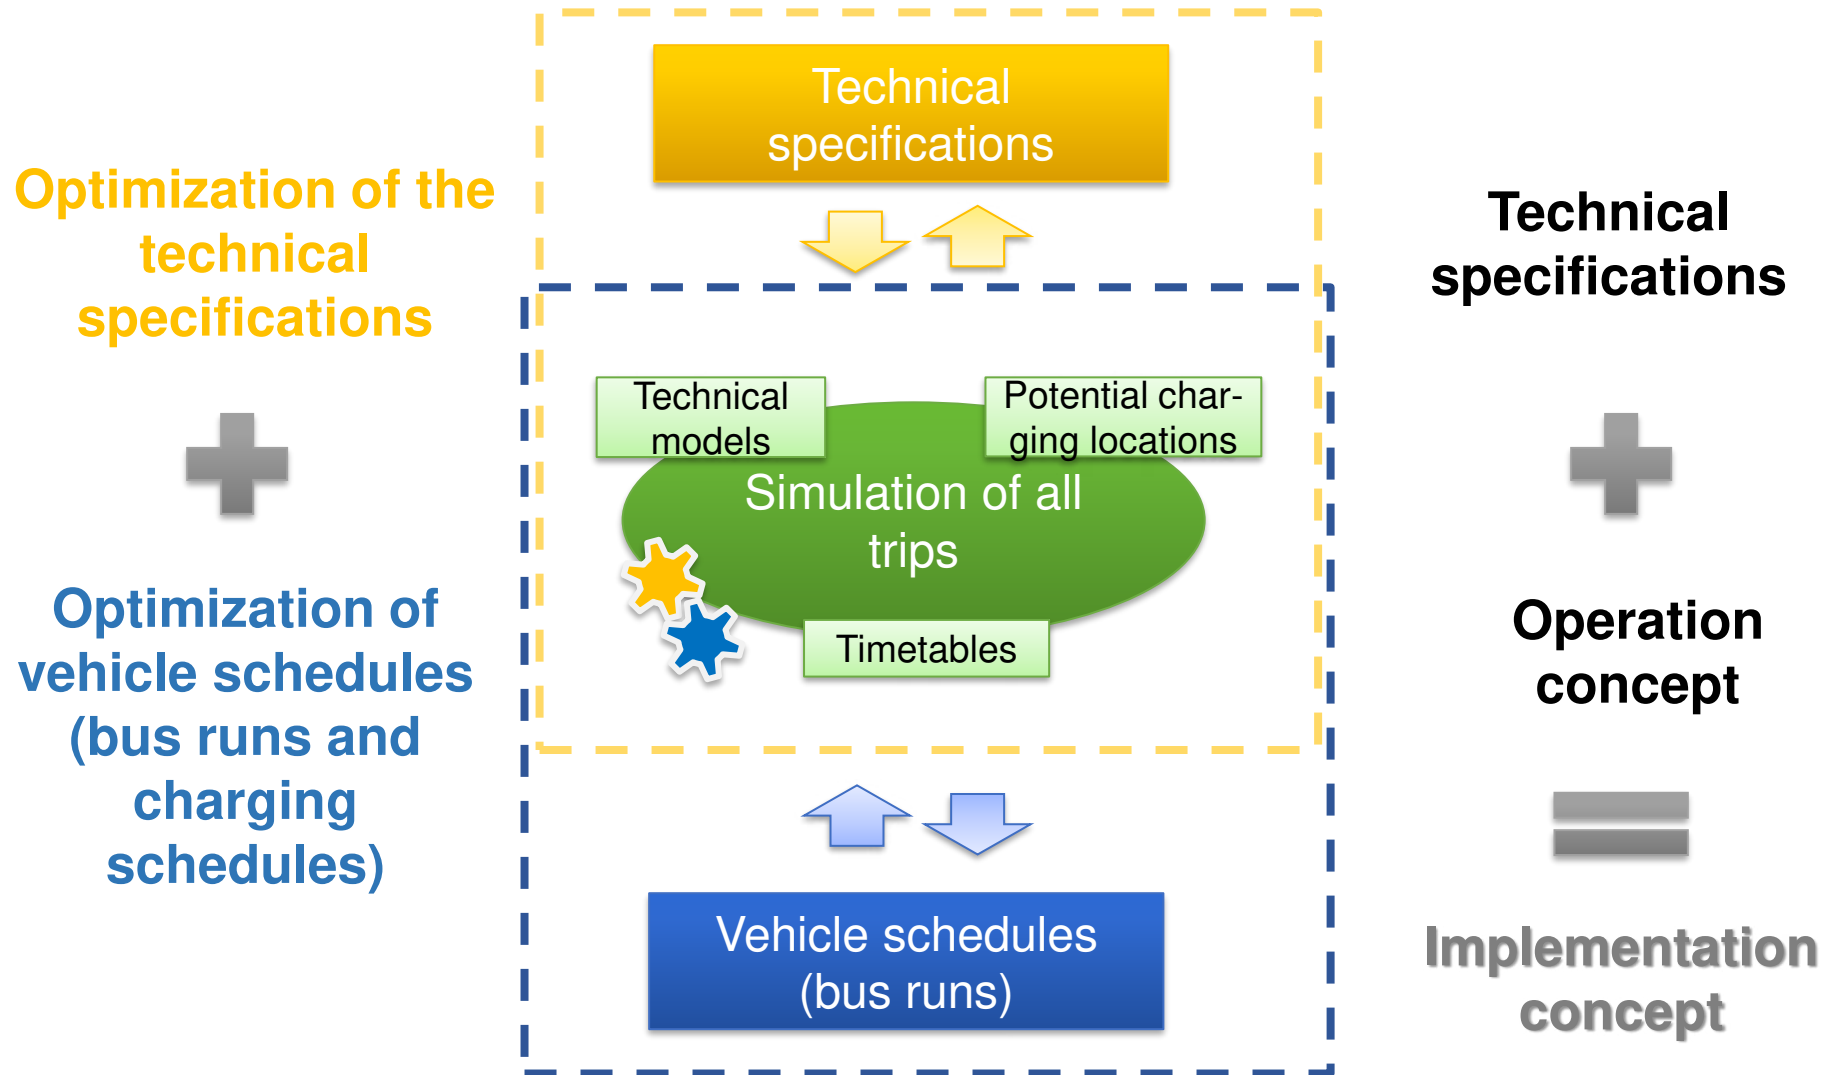 Optimization of the
technical
specifications
Optimization of
vehicle schedules
(bus runs and
charging
schedules)
Technical
specifications
Technical
models
Potential char-
ging locations
Simulation of all
trips
Timetables
Vehicle schedules
(bus runs)
Technical
specifications
Operation
concept
Implementation
concept